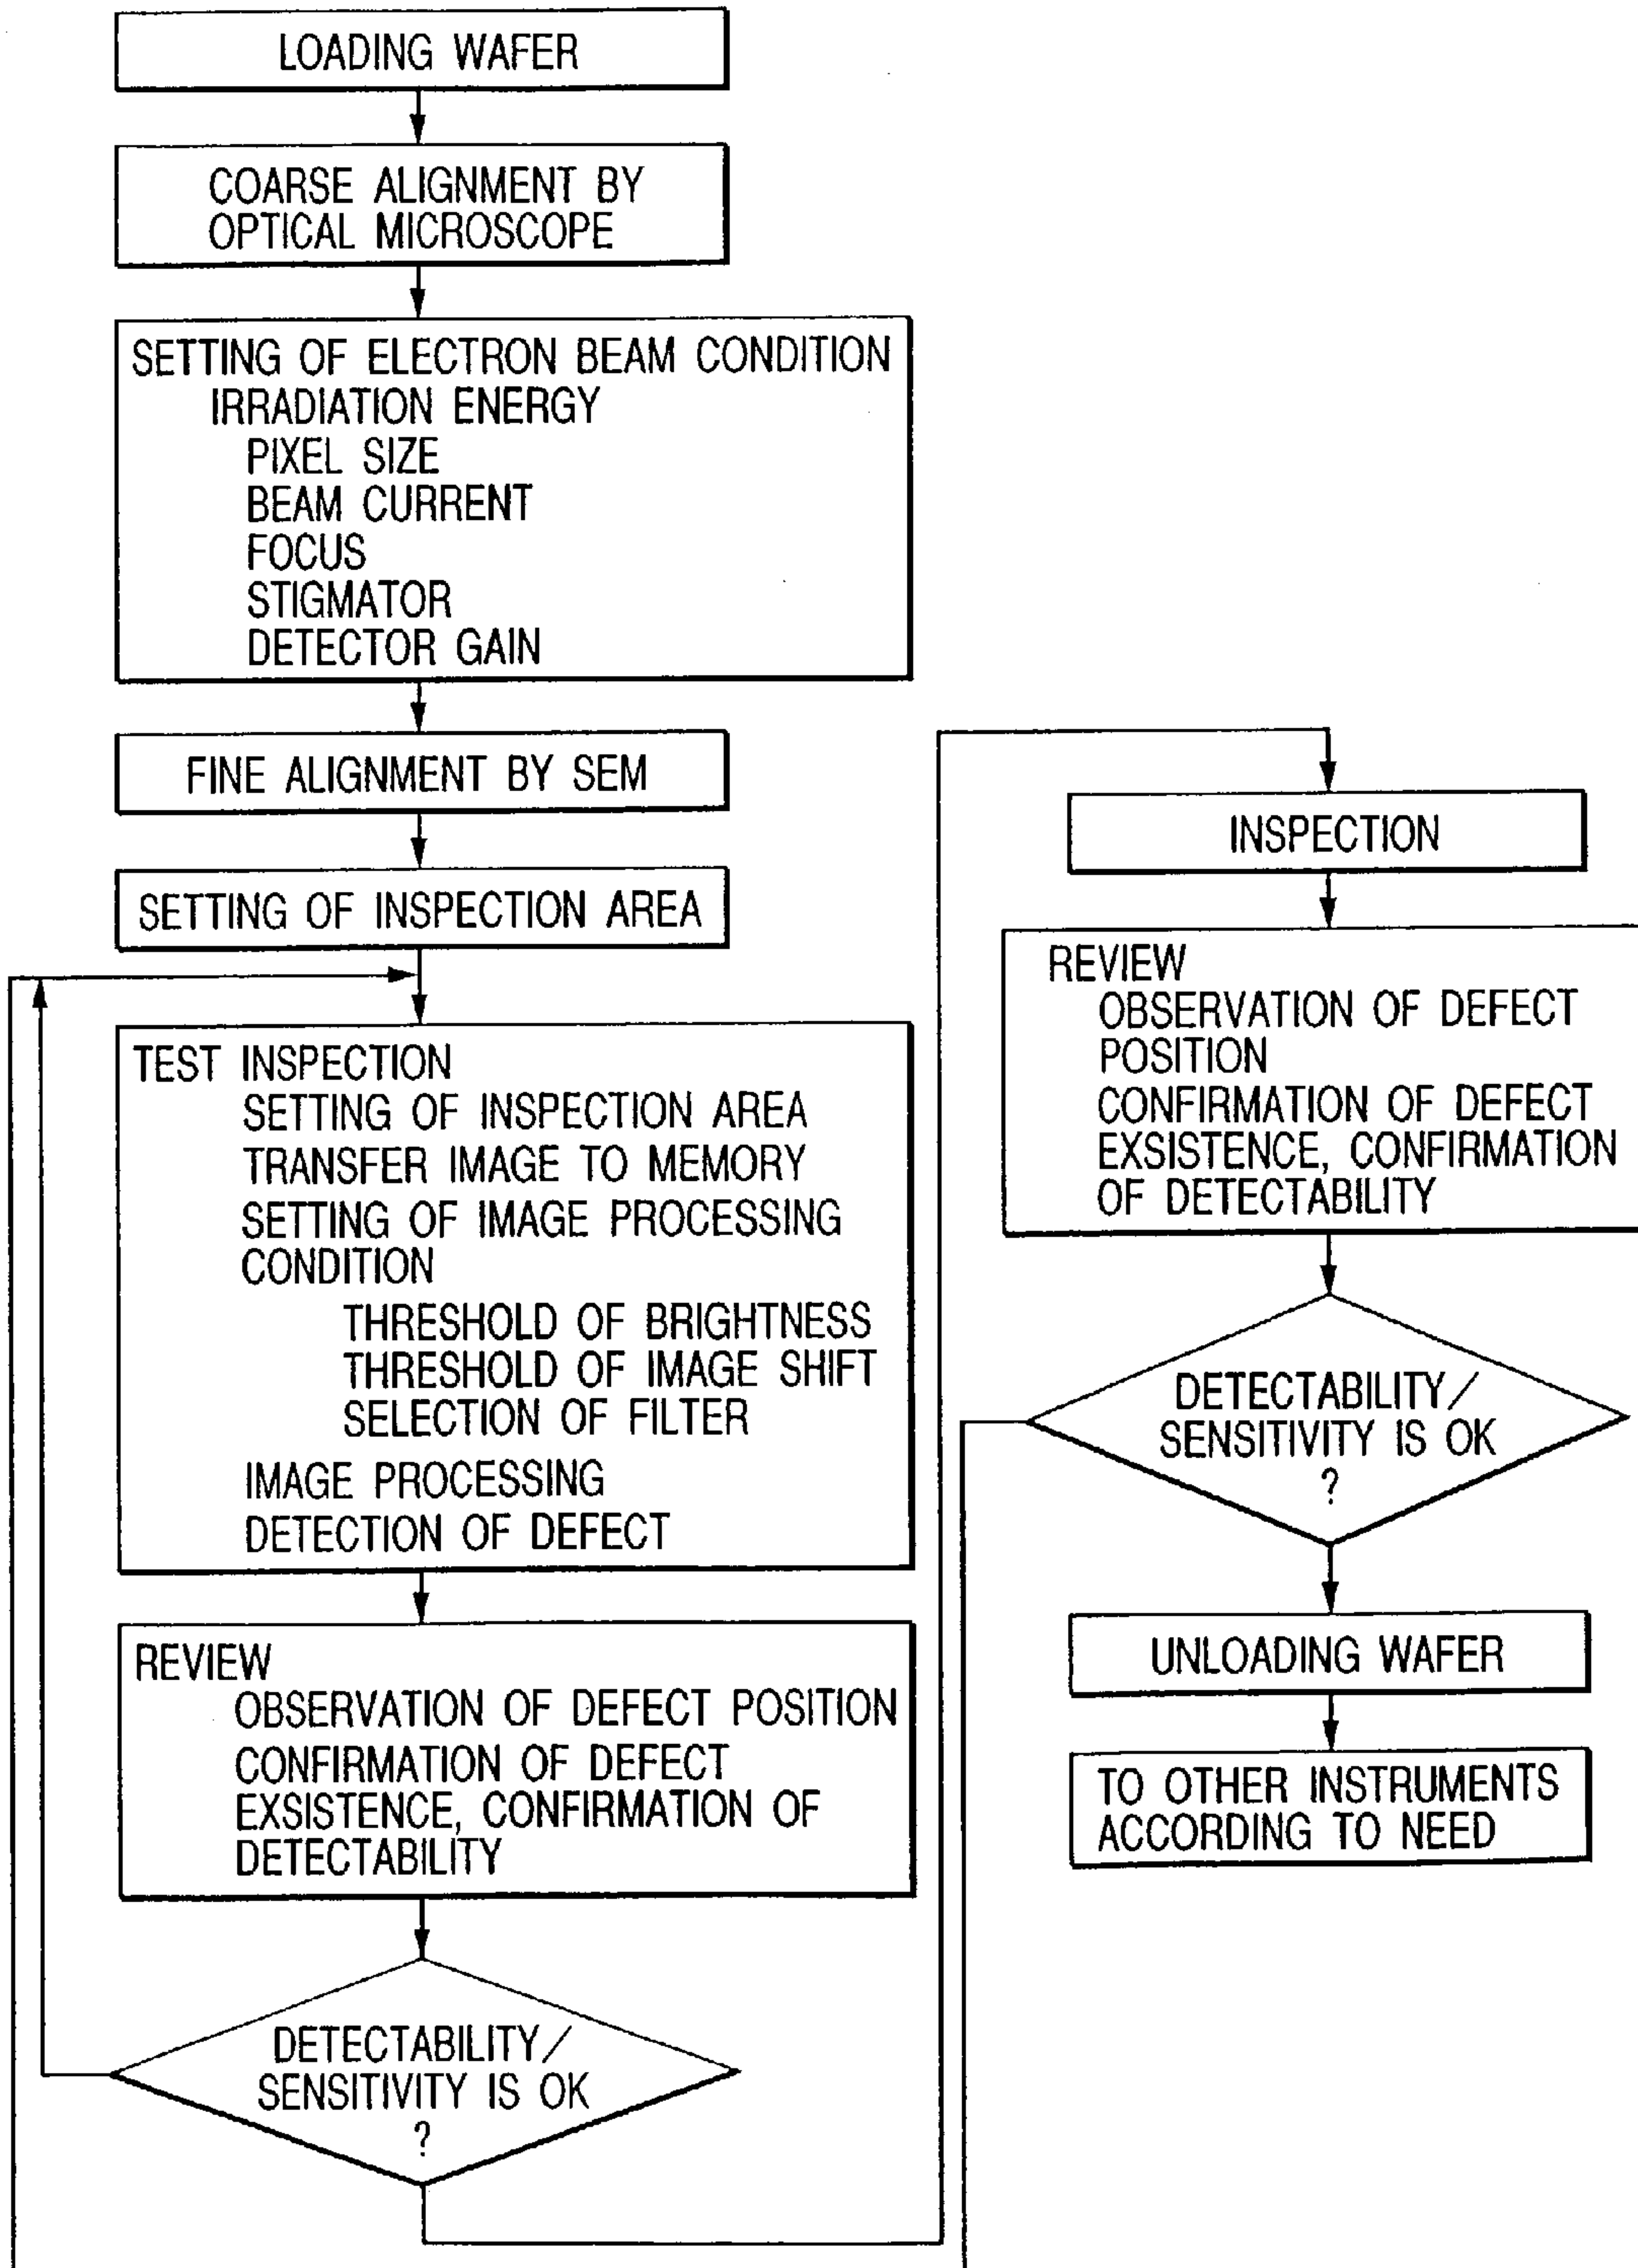 LOADING WAFER
COARSE ALIGNMENT BY
OPTICAL MICROSCOPE
SETTING OF ELECTRON BEAM CONDITION
IRRADIATION ENERGY
PIXEL SIZE
BEAM CURRENT
FOCUS
STIGMATOR
DETECTOR GAIN
FINE ALIGNMENT BY SEM
SETTING OF INSPECTION AREA
TEST INSPECTION
SETTING OF INSPECTION AREA
TRANSFER IMAGE TO MEMORY
SETTING OF IMAGE PROCESSING
CONDITION
THRESHOLD OF BRIGHTNESS
THRESHOLD OF IMAGE SHIFT
SELECTION OF FILTER
IMAGE PROCESSING
DETECTION OF DEFECT
REVIEW
OBSERVATION OF DEFECT POSITION
CONFIRMATION OF DEFECT
EXSISTENCE, CONFIRMATION OF
DETECTABILITY
DETECTABILITY/
SENSITIVITY IS OK
?
INSPECTION
REVIEW
OBSERVATION OF DEFECT
POSITION
CONFIRMATION OF DEFECT
EXSISTENCE, CONFIRMATION
OF DETECTABILITY
DETECTABILITY/
SENSITIVITY IS OK
?
UNLOADING WAFER
TO OTHER INSTRUMENTS
ACCORDING TO NEED